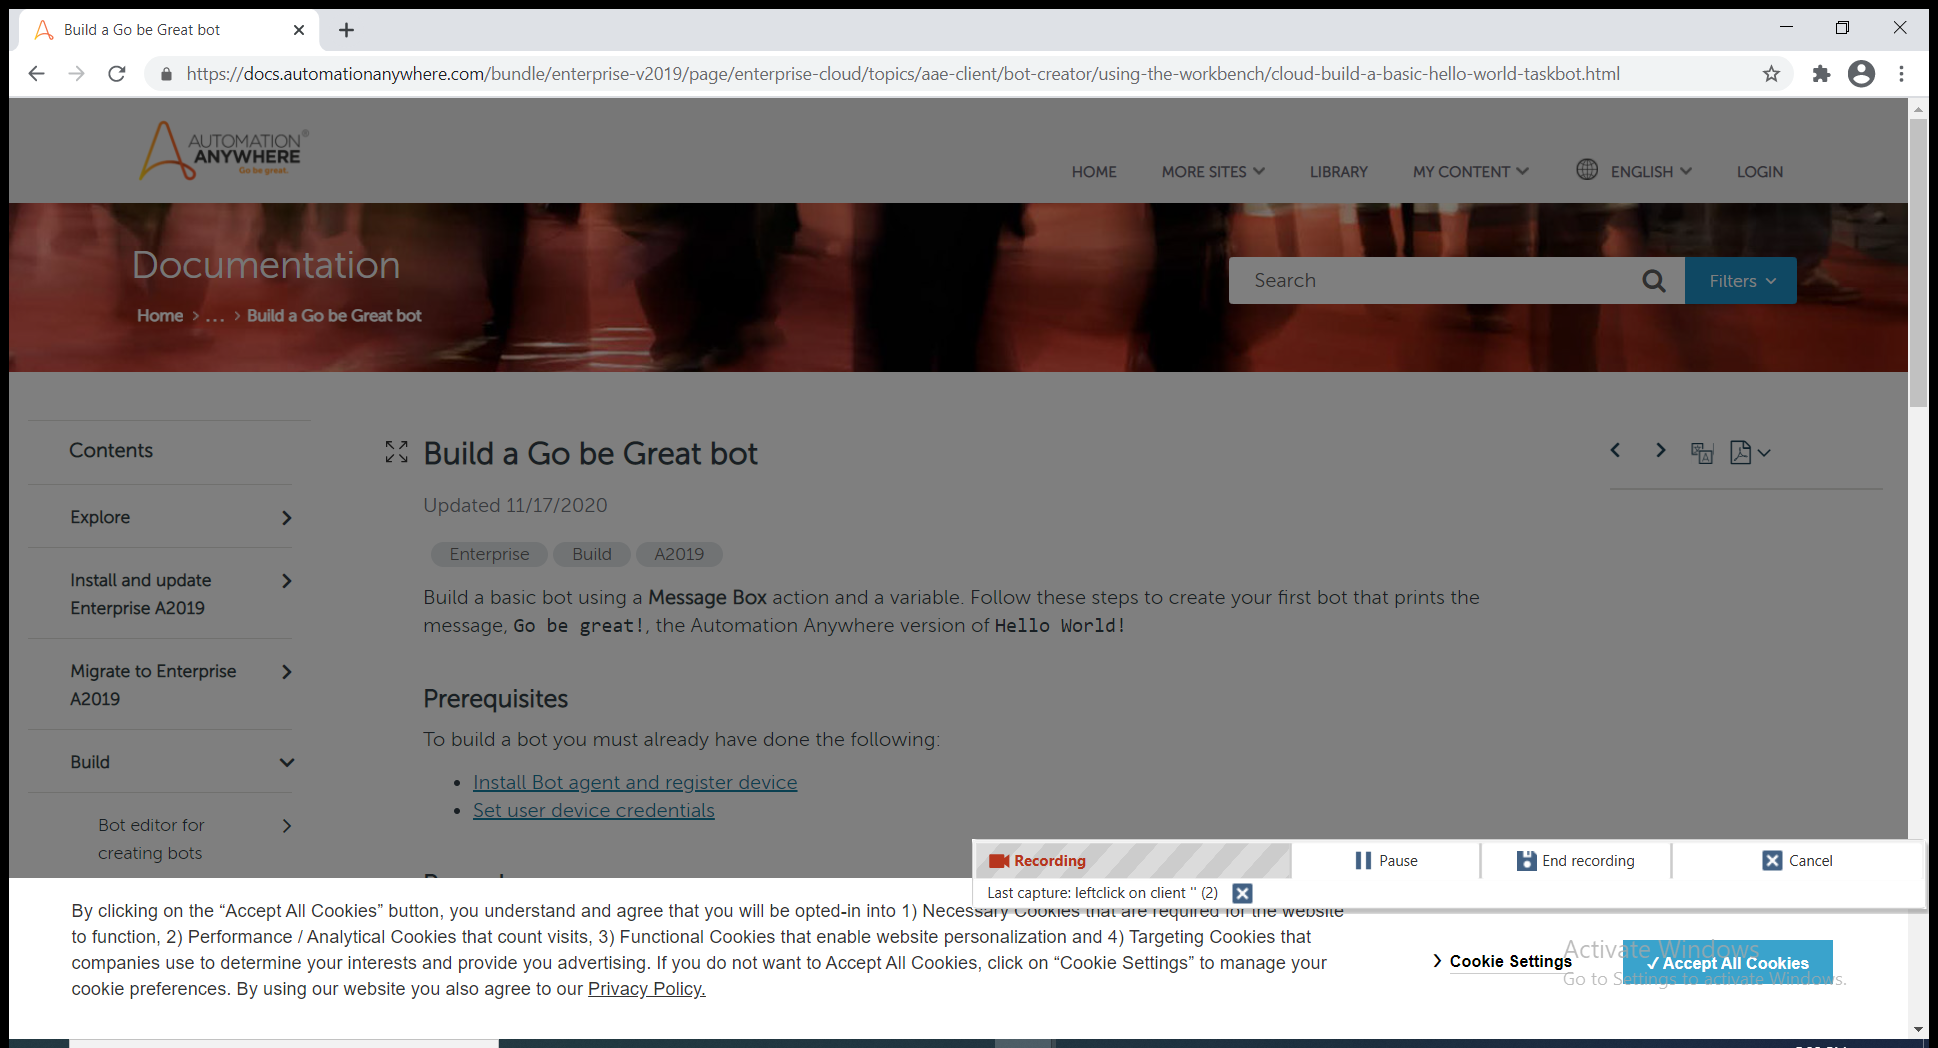 Build a Go be Great bot
https://docs.automationanywhere.com/bundle/enterprise-v2019/page/enterprise-cloud/topics/aae-client/bot-creator/using-the-workbench/cloud-build-a-basic-hello-world-taskbot.html
AUTOMATION®
ANYWHERE
Go be great.
HOME MORE SITES LIBRARY MY CONTENT ENGLISH LOGIN
Documentation
Search
Filters
Home > ... > Build a Go be Great bot
Contents
Explore
Install and update
Enterprise A2019
Migrate to Enterprise
A2019
Build
Bot editor for
creating bots
Build a Go be Great bot
Updated 11/17/2020
Enterprise Build A2019
Build a basic bot using a Message Box action and a variable. Follow these steps to create your first bot that prints the
message, Go be great!, the Automation Anywhere version of Hello World!
Prerequisites
To build a bot you must already have done the following:
• Install Bot agent and register device
• Set user device credentials
Recording
Pause
End recording
Cancel
Last capture: leftclick on client '' (2)
By clicking on the “Accept All Cookies” button, you understand and agree that you will be opted-in into 1) Necessary Cookies that are required for the website
to function, 2) Performance / Analytical Cookies that count visits, 3) Functional Cookies that enable website personalization and 4) Targeting Cookies that
companies use to determine your interests and provide you advertising. If you do not want to Accept All Cookies, click on “Cookie Settings” to manage your
cookie preferences. By using our website you also agree to our Privacy Policy.
> Cookie Settings
✓ Accept All Cookies
Activate Windows
Go to Settings to activate Windows.